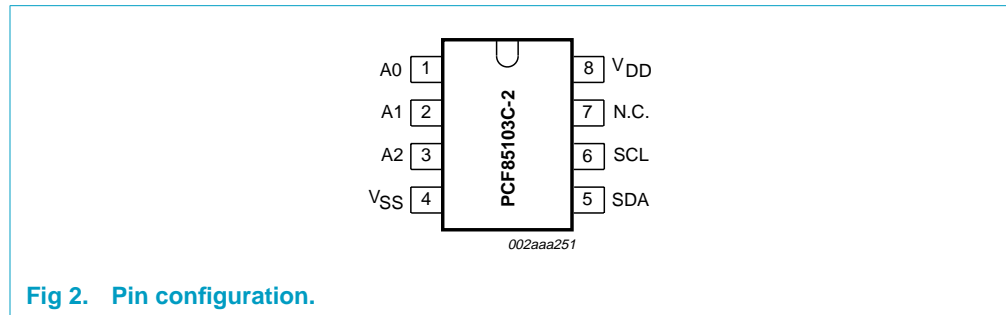 A0 1 8 VDD
A1 2 7 N.C.
A2 3 6 SCL
VSS 4 5 SDA
PCF85103C-2
002aaa251
Fig 2. Pin configuration.